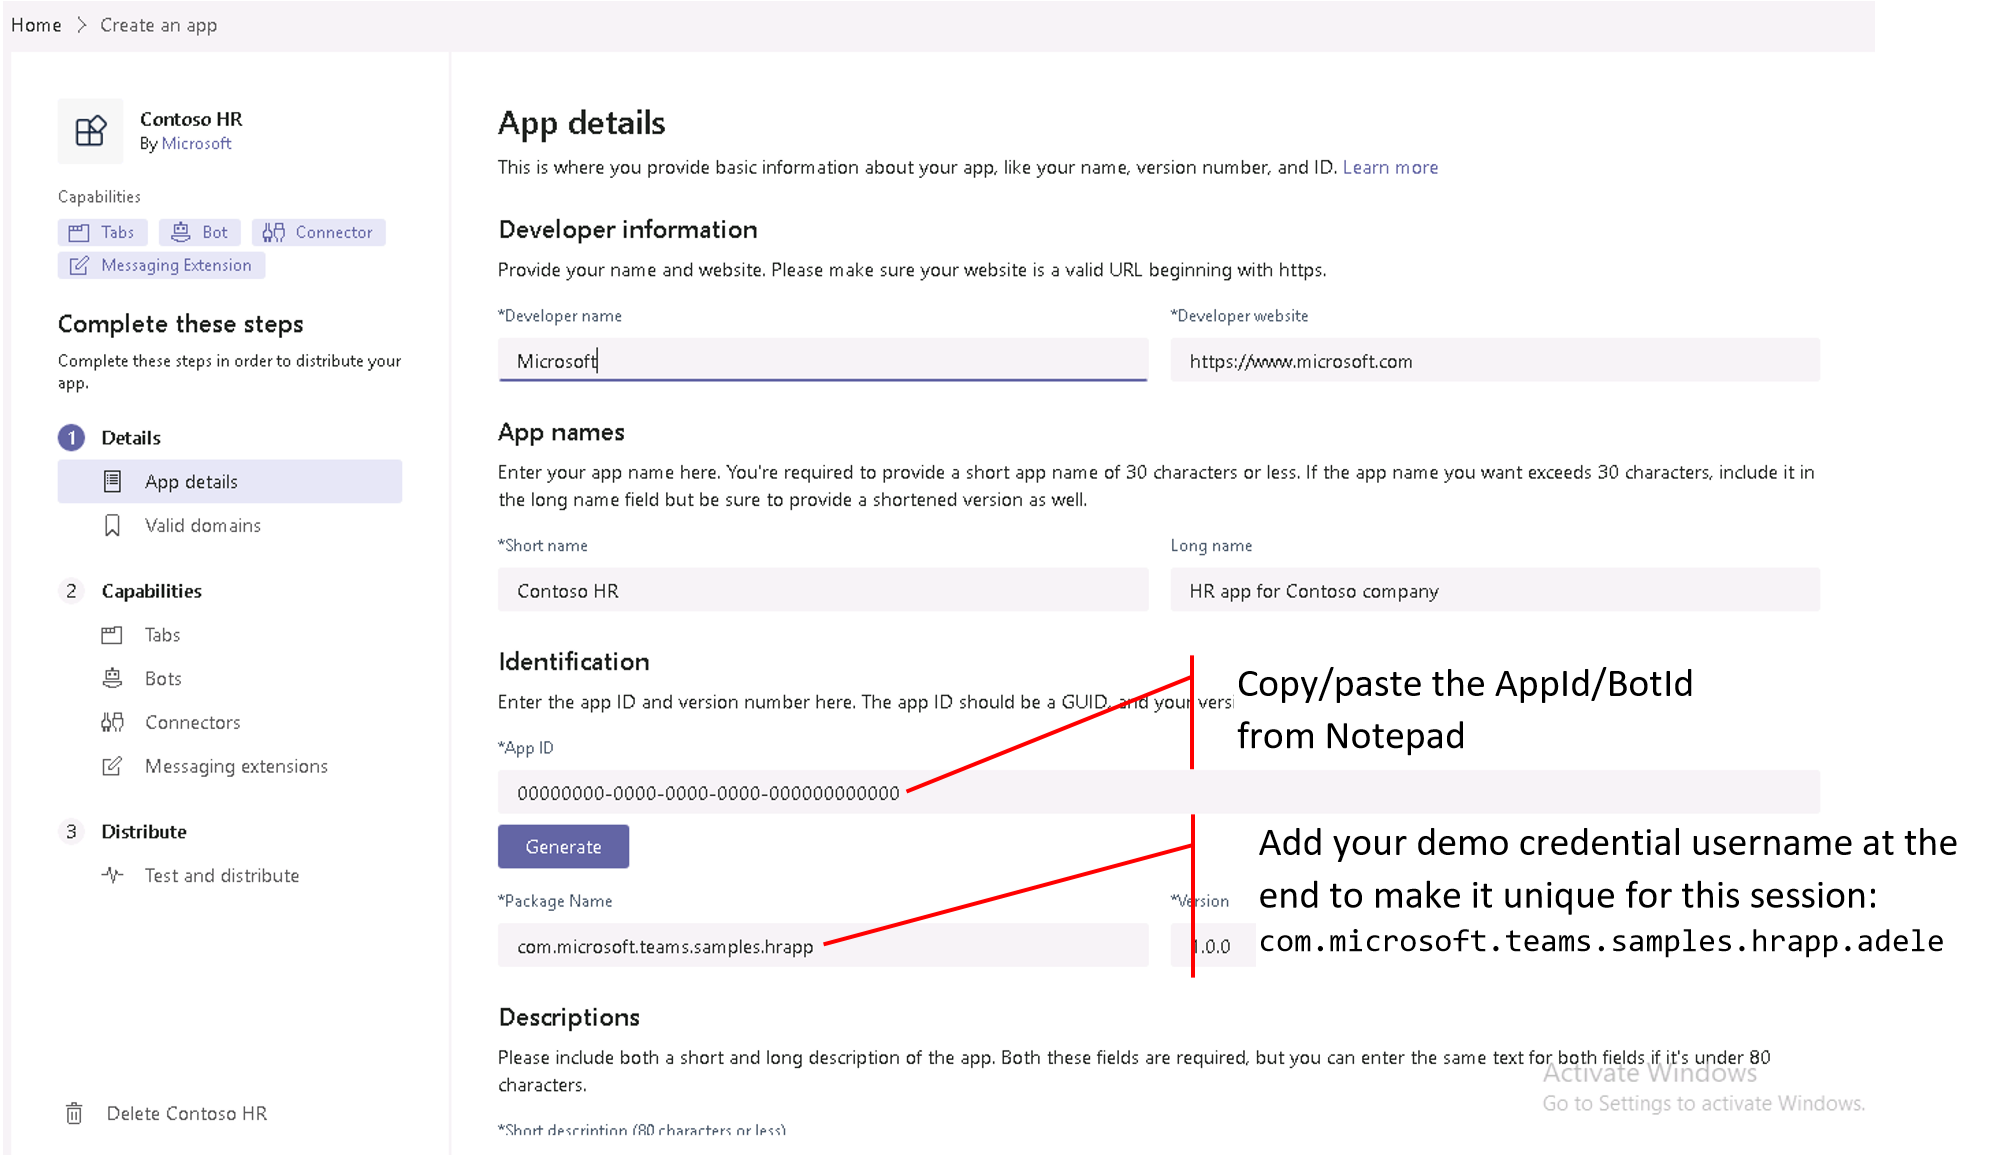 Home > Create an app
Contoso HR
By Microsoft
Capabilities
Tabs
Bot
Connector
Messaging Extension
Complete these steps
Complete these steps in order to distribute your
app.
1 Details
App details
Valid domains
2 Capabilities
Tabs
Bots
Connectors
Messaging extensions
3 Distribute
Test and distribute
Delete Contoso HR
App details
This is where you provide basic information about your app, like your name, version number, and ID. Learn more
Developer information
Provide your name and website. Please make sure your website is a valid URL beginning with https.
*Developer name
Microsoft
*Developer website
https://www.microsoft.com
App names
Enter your app name here. You're required to provide a short app name of 30 characters or less. If the app name you want exceeds 30 characters, include it in
the long name field but be sure to provide a shortened version as well.
*Short name
Contoso HR
Long name
HR app for Contoso company
Identification
Enter the app ID and version number here. The app ID should be a GUID, and your versi
*App ID
00000000-0000-0000-0000-000000000000
Copy/paste the AppId/BotId
from Notepad
Generate
*Package Name
com.microsoft.teams.samples.hrapp
*Version
1.0.0
Add your demo credential username at the
end to make it unique for this session:
com.microsoft.teams.samples.hrapp.adele
Descriptions
Please include both a short and long description of the app. Both these fields are required, but you can enter the same text for both fields if it's under 80
characters.
*Short description (80 characters or less)
Activate Windows
Go to Settings to activate Windows.